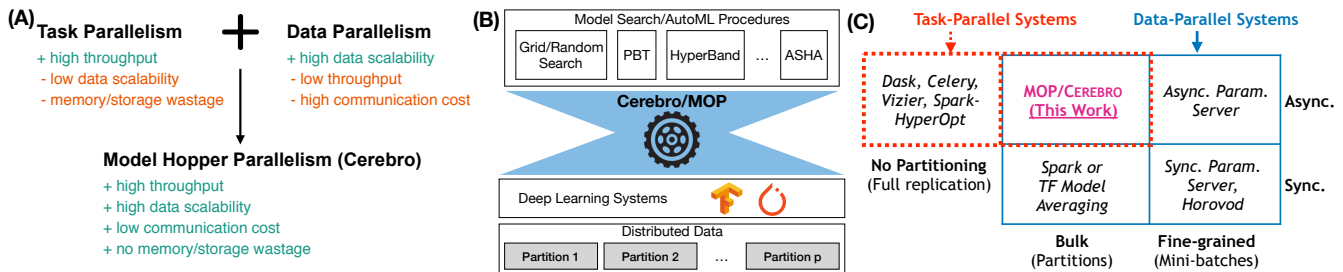 (A)
Task Parallelism
+ high throughput
- low data scalability
- memory/storage wastage
+
Data Parallelism
+ high data scalability
- low throughput
- high communication cost
Model Hopper Parallelism (Cerebro)
+ high throughput
+ high data scalability
+ low communication cost
+ no memory/storage wastage
(B)
Model Search/AutoML Procedures
Grid/Random
Search
PBT
HyperBand
...
ASHA
Cerebro/MOP
Deep Learning Systems
Distributed Data
Partition 1
Partition 2
...
Partition p
(C)
Task-Parallel Systems
Data-Parallel Systems
Dask, Celery,
Vizier, Spark-
HyperOpt
MOP/CEREBRO
(This Work)
Async. Param.
Server
Async.
No Partitioning
(Full replication)
Spark or
TF Model
Averaging
Sync. Param.
Server,
Horovod
Sync.
Bulk
(Partitions)
Fine-grained
(Mini-batches)